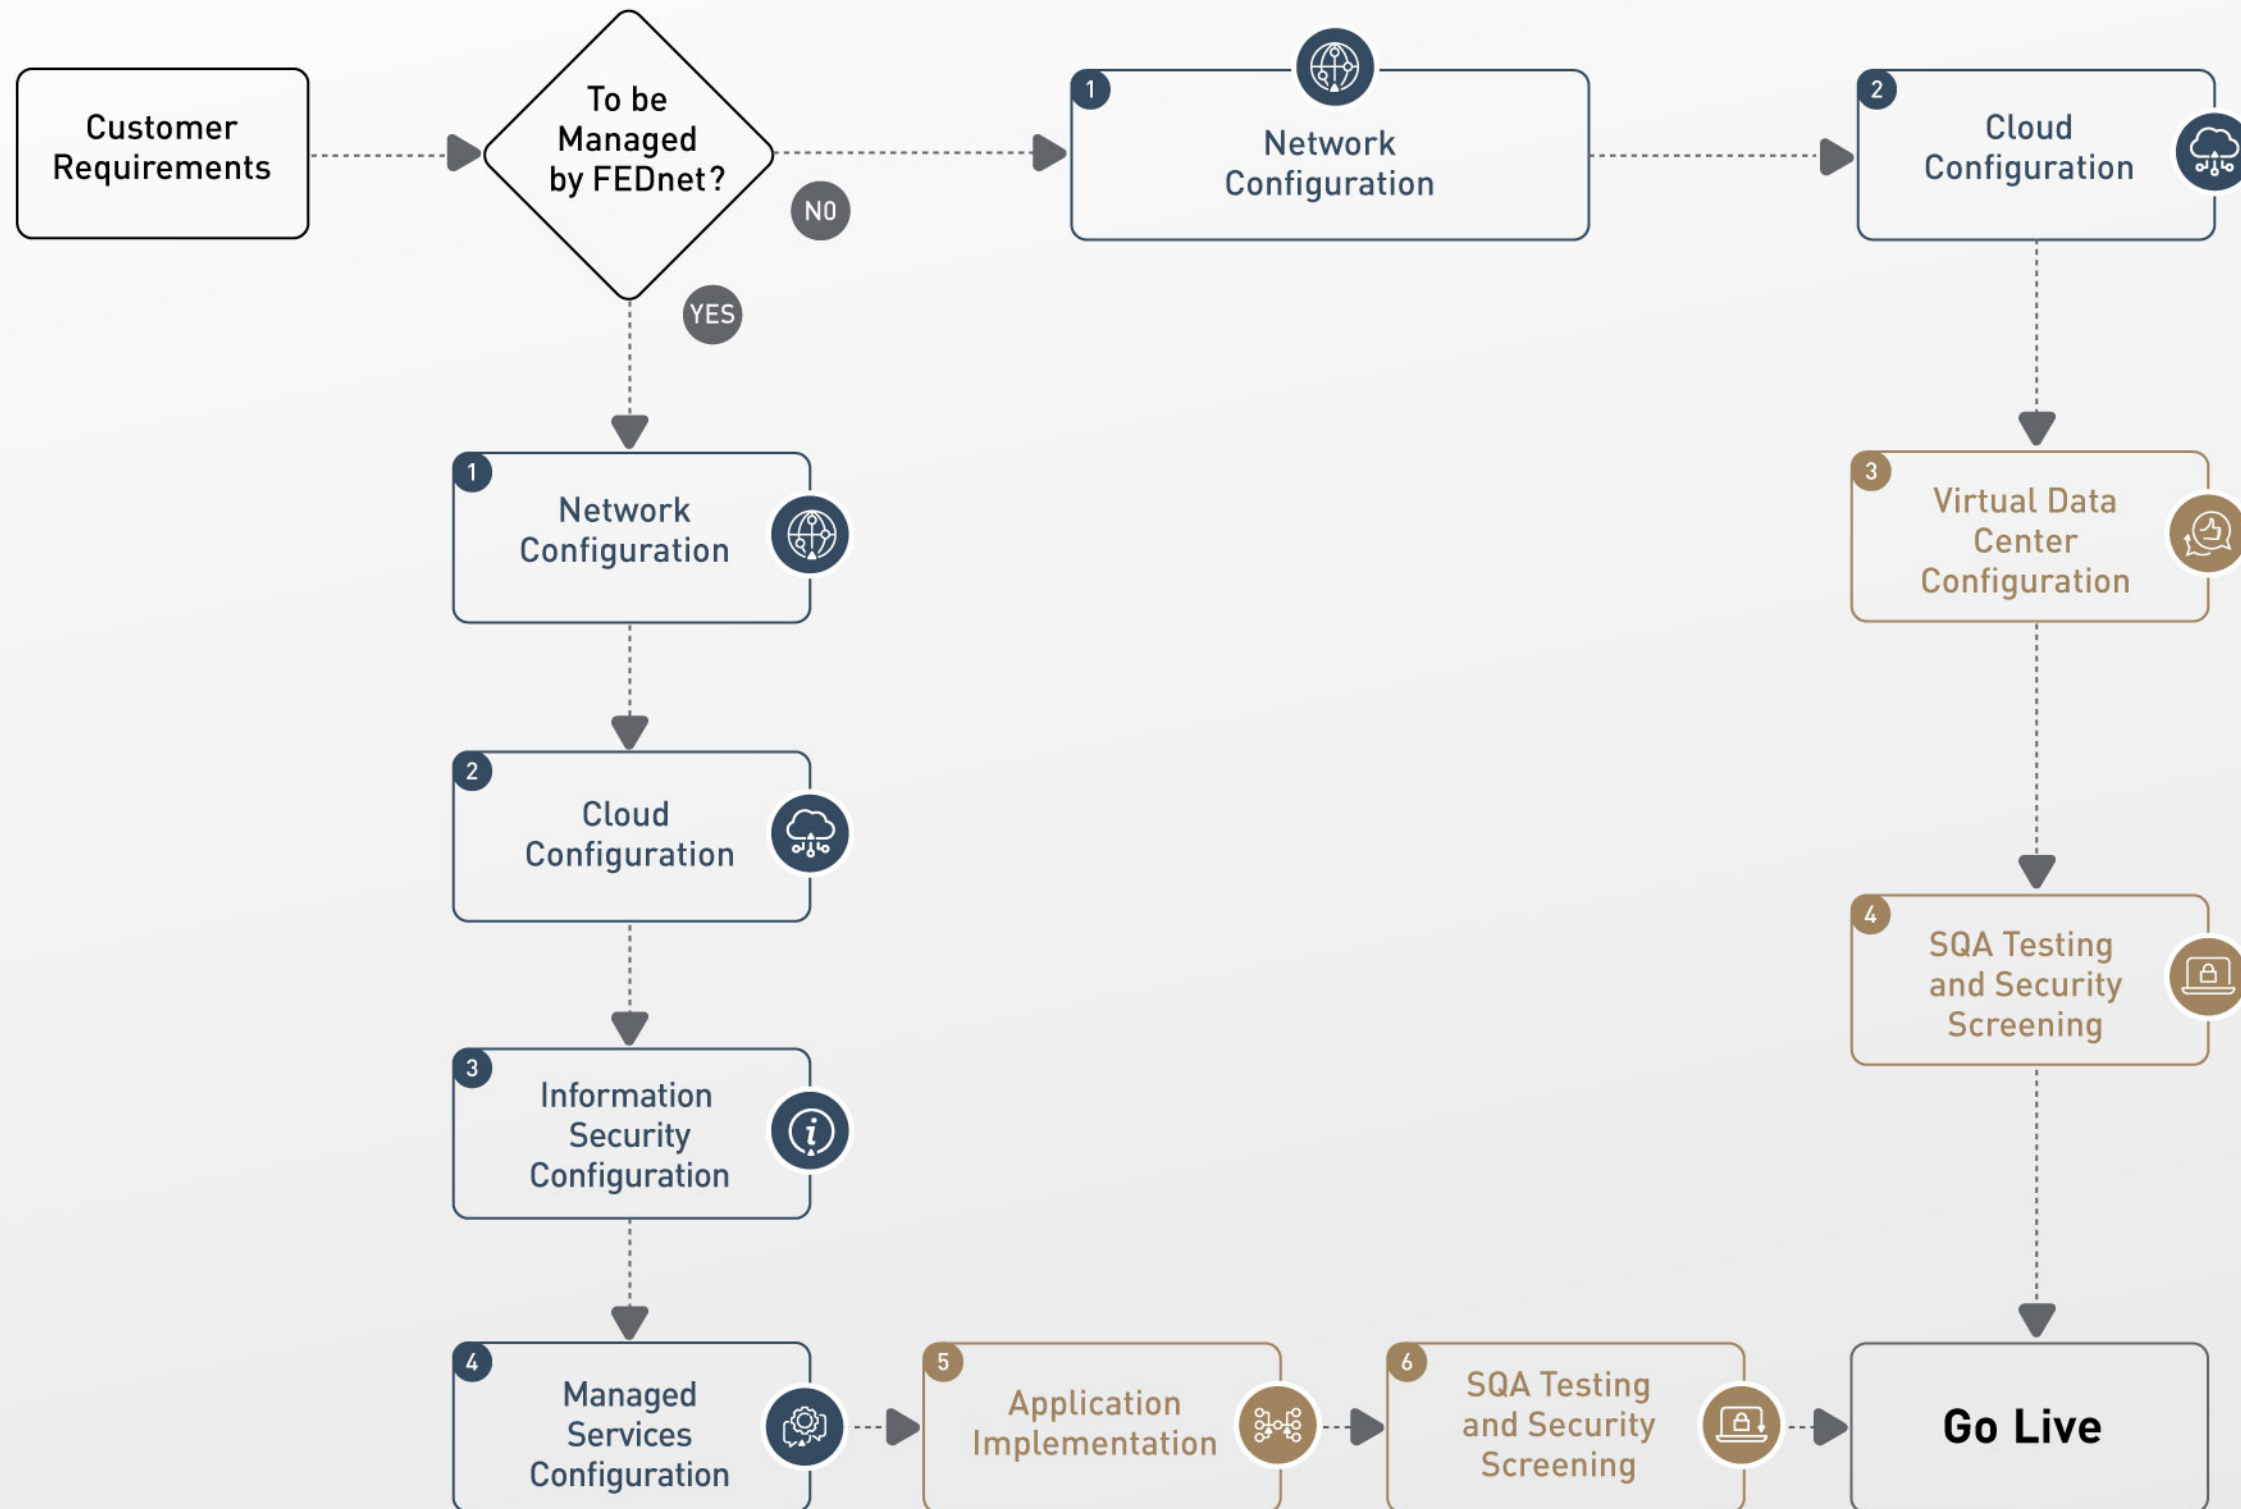 Customer
Requirements
To be
Managed
by FEDnet?
NO
YES
1
Network
Configuration
2
Cloud
Configuration
1
Network
Configuration
3
Virtual Data
Center
Configuration
2
Cloud
Configuration
4
SQA Testing
and Security
Screening
3
Information
Security
Configuration
4
Managed
Services
Configuration
5
Application
Implementation
6
SQA Testing
and Security
Screening
Go Live